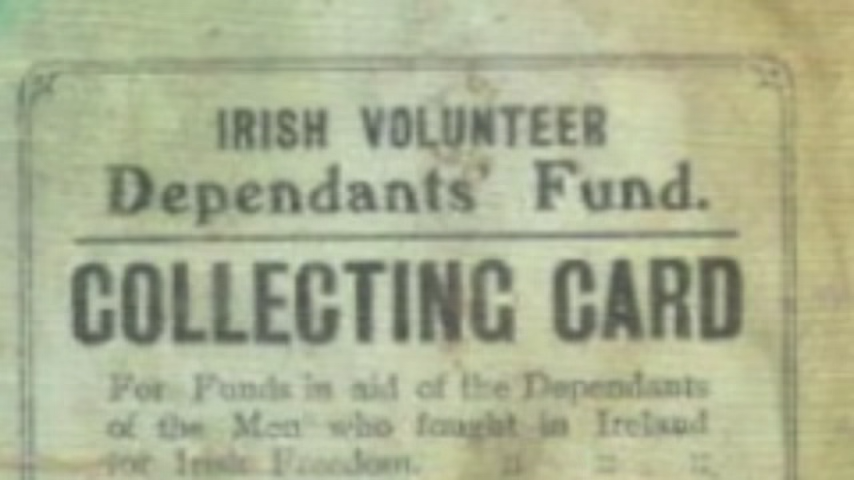 IRISH VOLUNTEER
Dependants' Fund.
COLLECTING CARD
For Funds in aid of the Dependants
of the Men who fought in Ireland
for Irish Freedom. :: :: ::